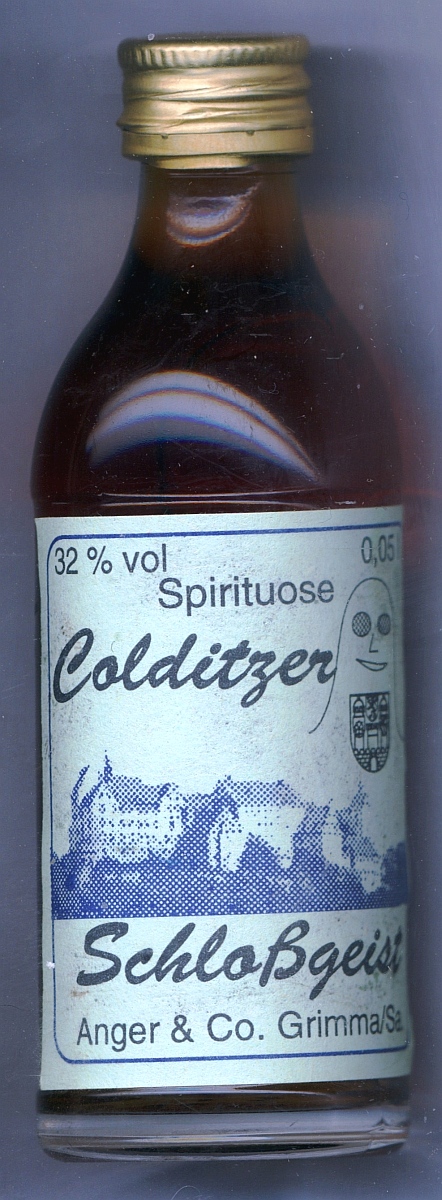 32 % vol 0,05
Spirituose
Colditzer
Schloßgeist
Anger & Co. Grimma/Sa.